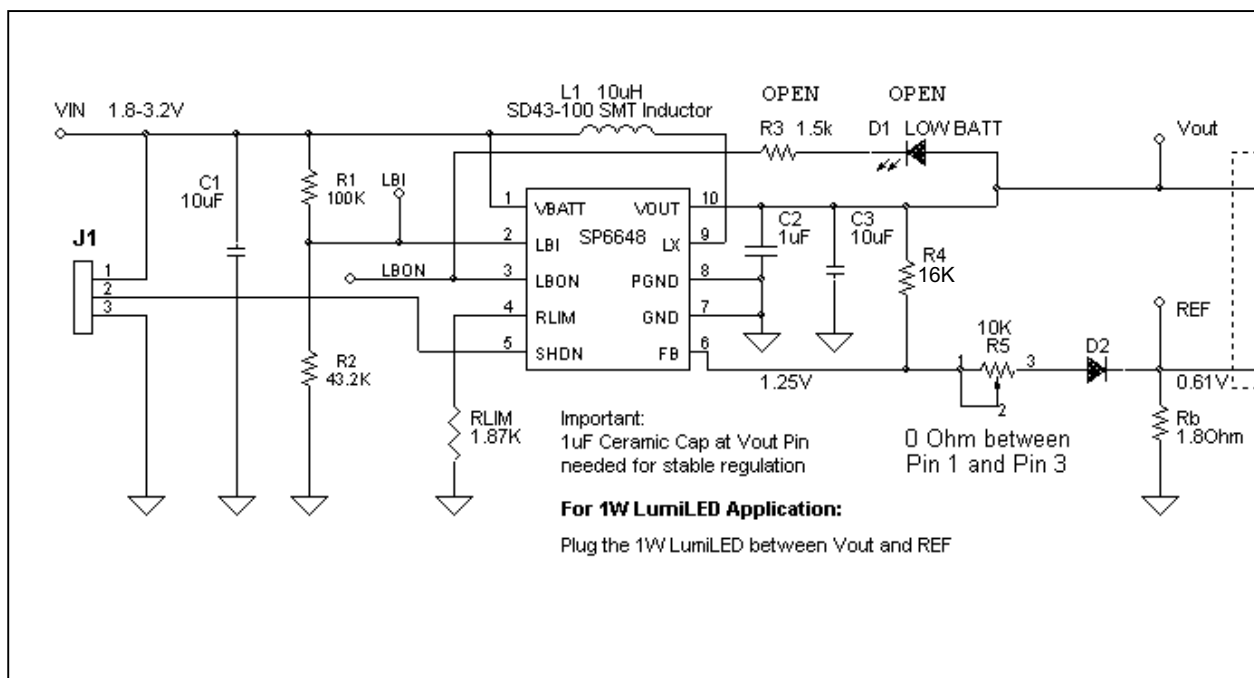 L1 10uH
SD43-100 SMT Inductor
OPEN
OPEN
VIN 1.8-3.2V
R3 1.5k
D1
LOW BATT
Vout
C1
10uF
R1
100K
LBI
1
VBATT
VOUT
10
C2
1uF
C3
10uF
SP6648
2
LBI
LX
9
R4
16K
J1
1
2
3
LBON
3
LBON
PGND
8
4
RLIM
GND
7
REF
5
SHDN
FB
6
10K
R5
1
3
2
D2
1.25V
0.61V
R2
43.2K
RLIM
1.87K
Rb
1.8Ohm
Important:
1uF Ceramic Cap at Vout Pin
needed for stable regulation
0 Ohm between
Pin 1 and Pin 3
For 1W LumiLED Application:
Plug the 1W LumiLED between Vout and REF